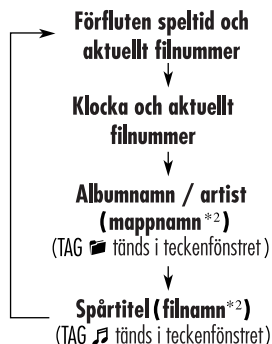 Förfluten speltid och
aktuellt filnummer
Klocka och aktuellt
filnummer
Albumnamn / artist
(mappnamn*2)
(TAG tänds i teckenfönstret)
Spårtitel (filnamn*2)
(TAG tänds i teckenfönstret)